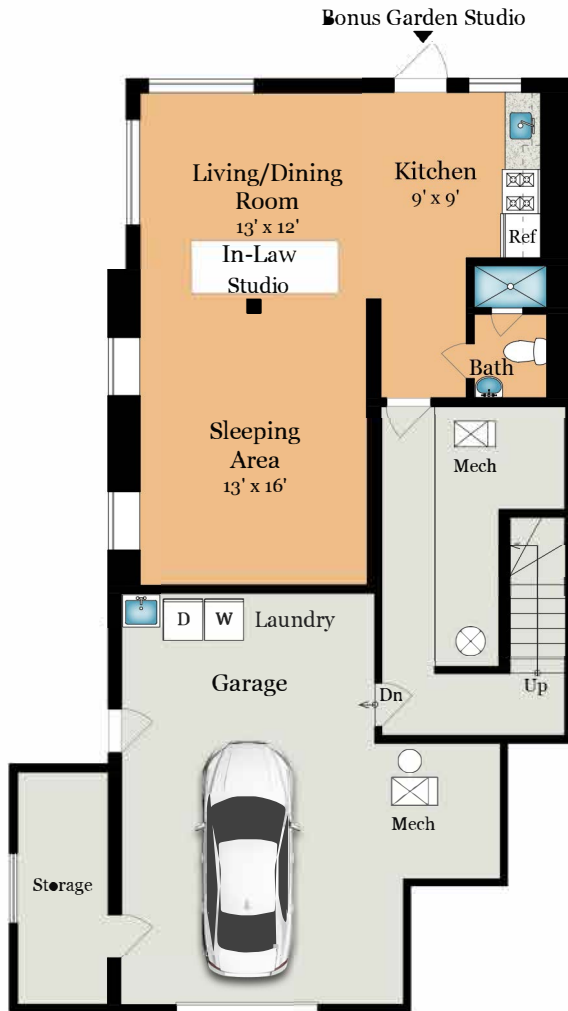 Bonus Garden Studio
Living/Dining
Room
13' x 12'
Kitchen
9' x 9'
Ref
In-Law
Studio
Bath
Sleeping
Area
13' x 16'
Mech
D
W
Laundry
Garage
Dn
Up
Mech
Storage